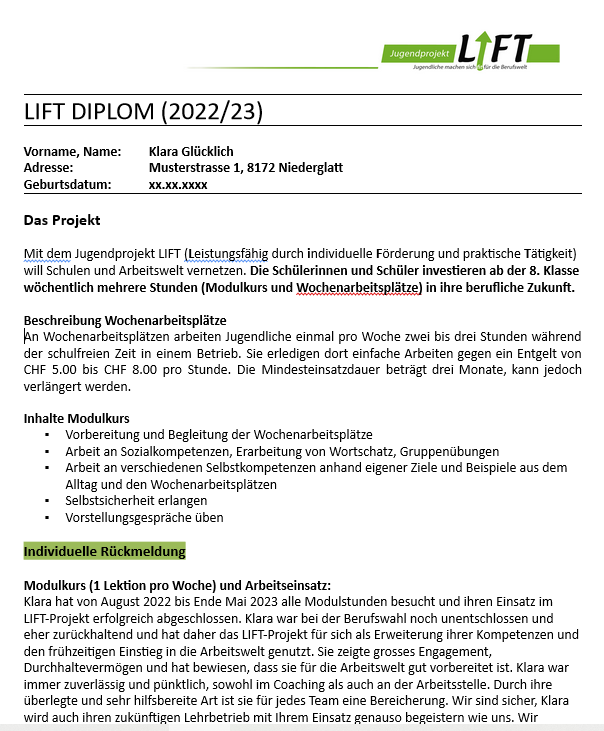 Jugendprojekt LIFT
Jugendliche machen sich fit für die Berufswelt
LIFT DIPLOM (2022/23)
Vorname, Name: Klara Glücklich
Adresse: Musterstrasse 1, 8172 Niederglatt
Geburtsdatum: xx.xx.xxxx
Das Projekt
Mit dem Jugendprojekt LIFT (Leistungsfähig durch individuelle Förderung und praktische Tätigkeit)
will Schulen und Arbeitswelt vernetzen. Die Schülerinnen und Schüler investieren ab der 8. Klasse
wöchentlich mehrere Stunden (Modulkurs und Wochenarbeitsplätze) in ihre berufliche Zukunft.
Beschreibung Wochenarbeitsplätze
An Wochenarbeitsplätzen arbeiten Jugendliche einmal pro Woche zwei bis drei Stunden während
der schulfreien Zeit in einem Betrieb. Sie erledigen dort einfache Arbeiten gegen ein Entgelt von
CHF 5.00 bis CHF 8.00 pro Stunde. Die Mindesteinsatzdauer beträgt drei Monate, kann jedoch
verlängert werden.
Inhalte Modulkurs
▪ Vorbereitung und Begleitung der Wochenarbeitsplätze
▪ Arbeit an Sozialkompetenzen, Erarbeitung von Wortschatz, Gruppenübungen
▪ Arbeit an verschiedenen Selbstkompetenzen anhand eigener Ziele und Beispiele aus dem
Alltag und den Wochenarbeitsplätzen
▪ Selbstsicherheit erlangen
▪ Vorstellungsgespräche üben
Individuelle Rückmeldung
Modulkurs (1 Lektion pro Woche) und Arbeitseinsatz:
Klara hat von August 2022 bis Ende Mai 2023 alle Modulstunden besucht und ihren Einsatz im
LIFT-Projekt erfolgreich abgeschlossen. Klara war bei der Berufswahl noch unentschlossen und
eher zurückhaltend und hat daher das LIFT-Projekt für sich als Erweiterung ihrer Kompetenzen und
den frühzeitigen Einstieg in die Arbeitswelt genutzt. Sie zeigte grosses Engagement,
Durchhaltevermögen und hat bewiesen, dass sie für die Arbeitswelt gut vorbereitet ist. Klara war
immer zuverlässig und pünktlich, sowohl im Coaching als auch an der Arbeitsstelle. Durch ihre
überlegte und sehr hilfsbereite Art ist sie für jedes Team eine Bereicherung. Wir sind sicher, Klara
wird auch ihren zukünftigen Lehrbetrieb mit Ihrem Einsatz genauso begeistern wie uns. Wir